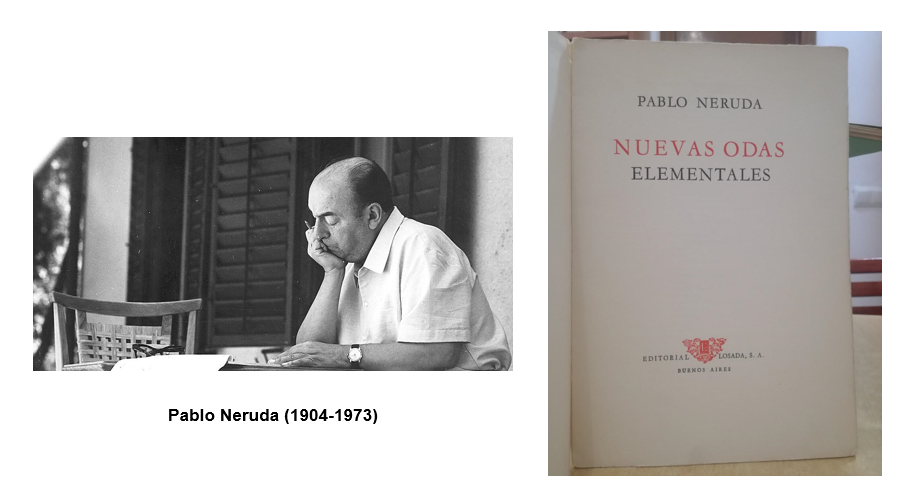 Pablo Neruda (1904-1973)
PABLO NERUDA
NUEVAS ODAS
ELEMENTALES
EDITORIAL LOSADA, S. A.
BUENOS AIRES